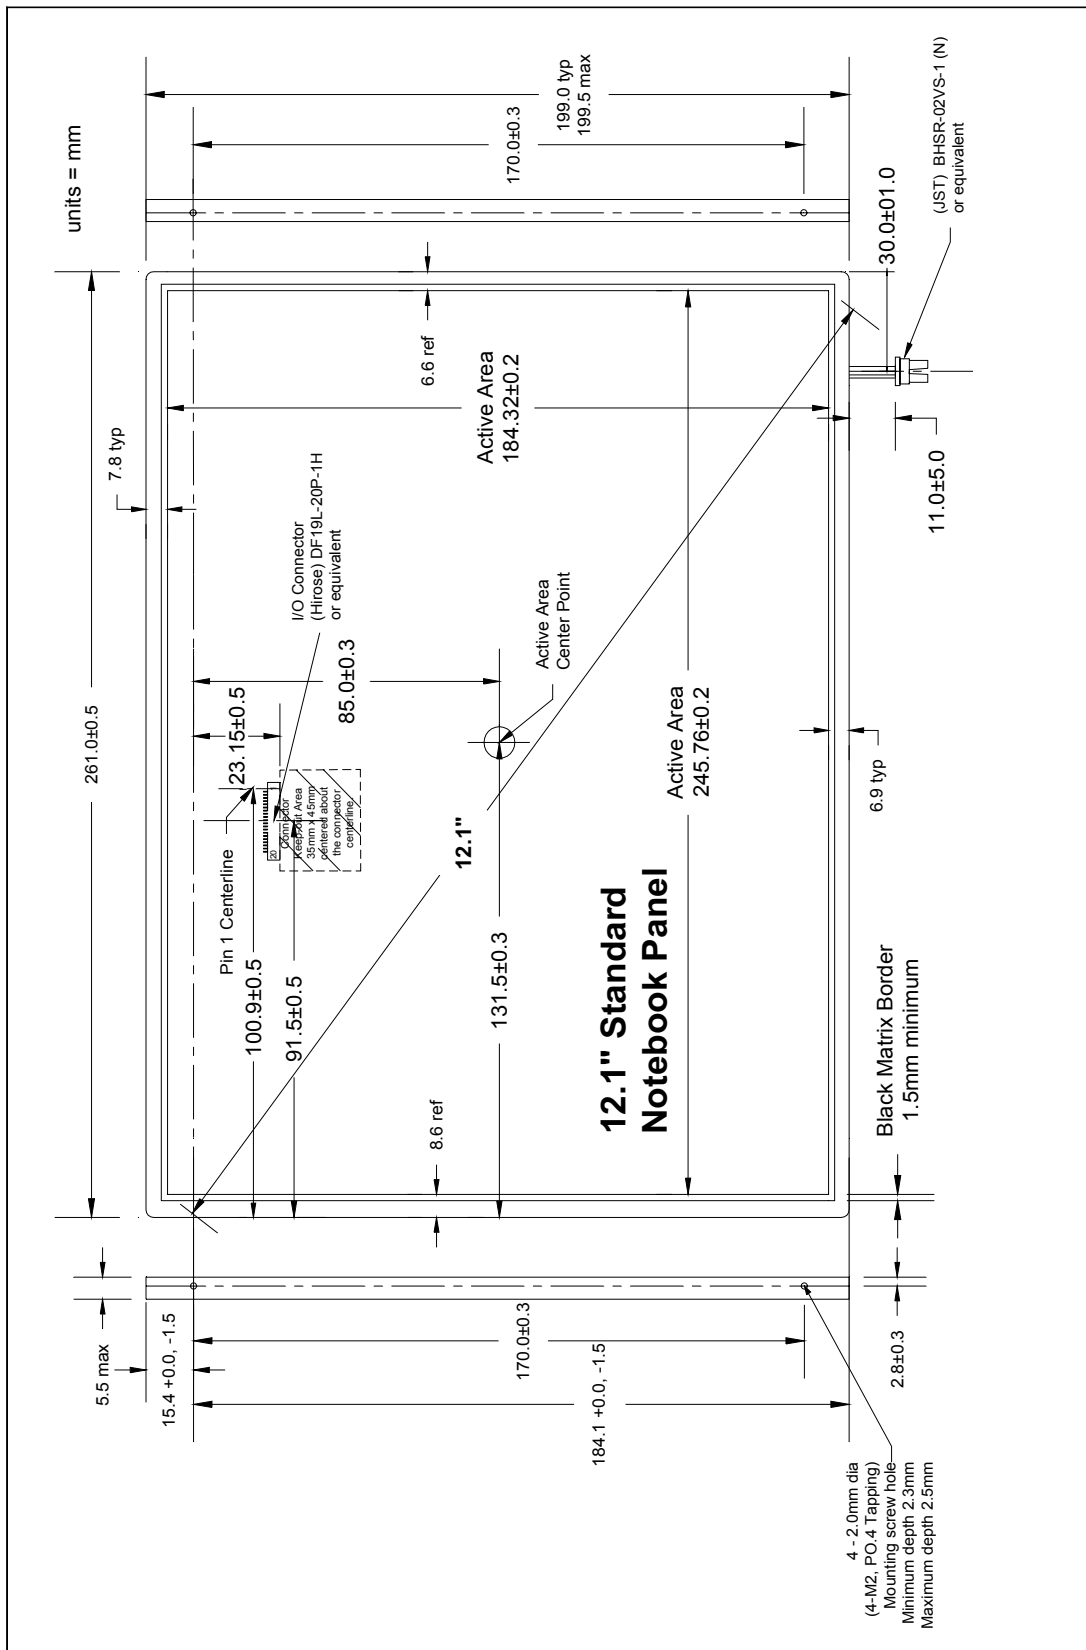 units = mm
261.0±0.5
7.8 typ
6.6 ref
199.0 typ
199.5 max
170.0±0.3
30.0±01.0
(JST) BHSR-02VS-1 (N)
or equivalent
11.0±5.0
Active Area
184.32±0.2
I/O Connector
(Hirose) DF19L-20P-1H
or equivalent
23.15±0.5
85.0±0.3
Active Area
Center Point
Active Area
245.76±0.2
6.9 typ
Pin 1 Centerline
1
20
Connector
Keep-out Area
35mm x 45mm
centered about
the connector
centerline
100.9±0.5
91.5±0.5
12.1"
131.5±0.3
12.1" Standard
Notebook Panel
8.6 ref
Black Matrix Border
1.5mm minimum
5.5 max
15.4 +0.0, -1.5
170.0±0.3
184.1 +0.0, -1.5
2.8±0.3
4 - 2.0mm dia
(4-M2, PO.4 Tapping)
Mounting screw hole
Minimum depth 2.3mm
Maximum depth 2.5mm